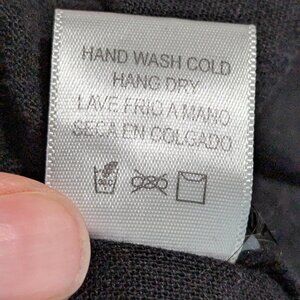 HAND WASH COLD
HANG DRY
LAVE FRIO A MANO
SECA EN COLGADO